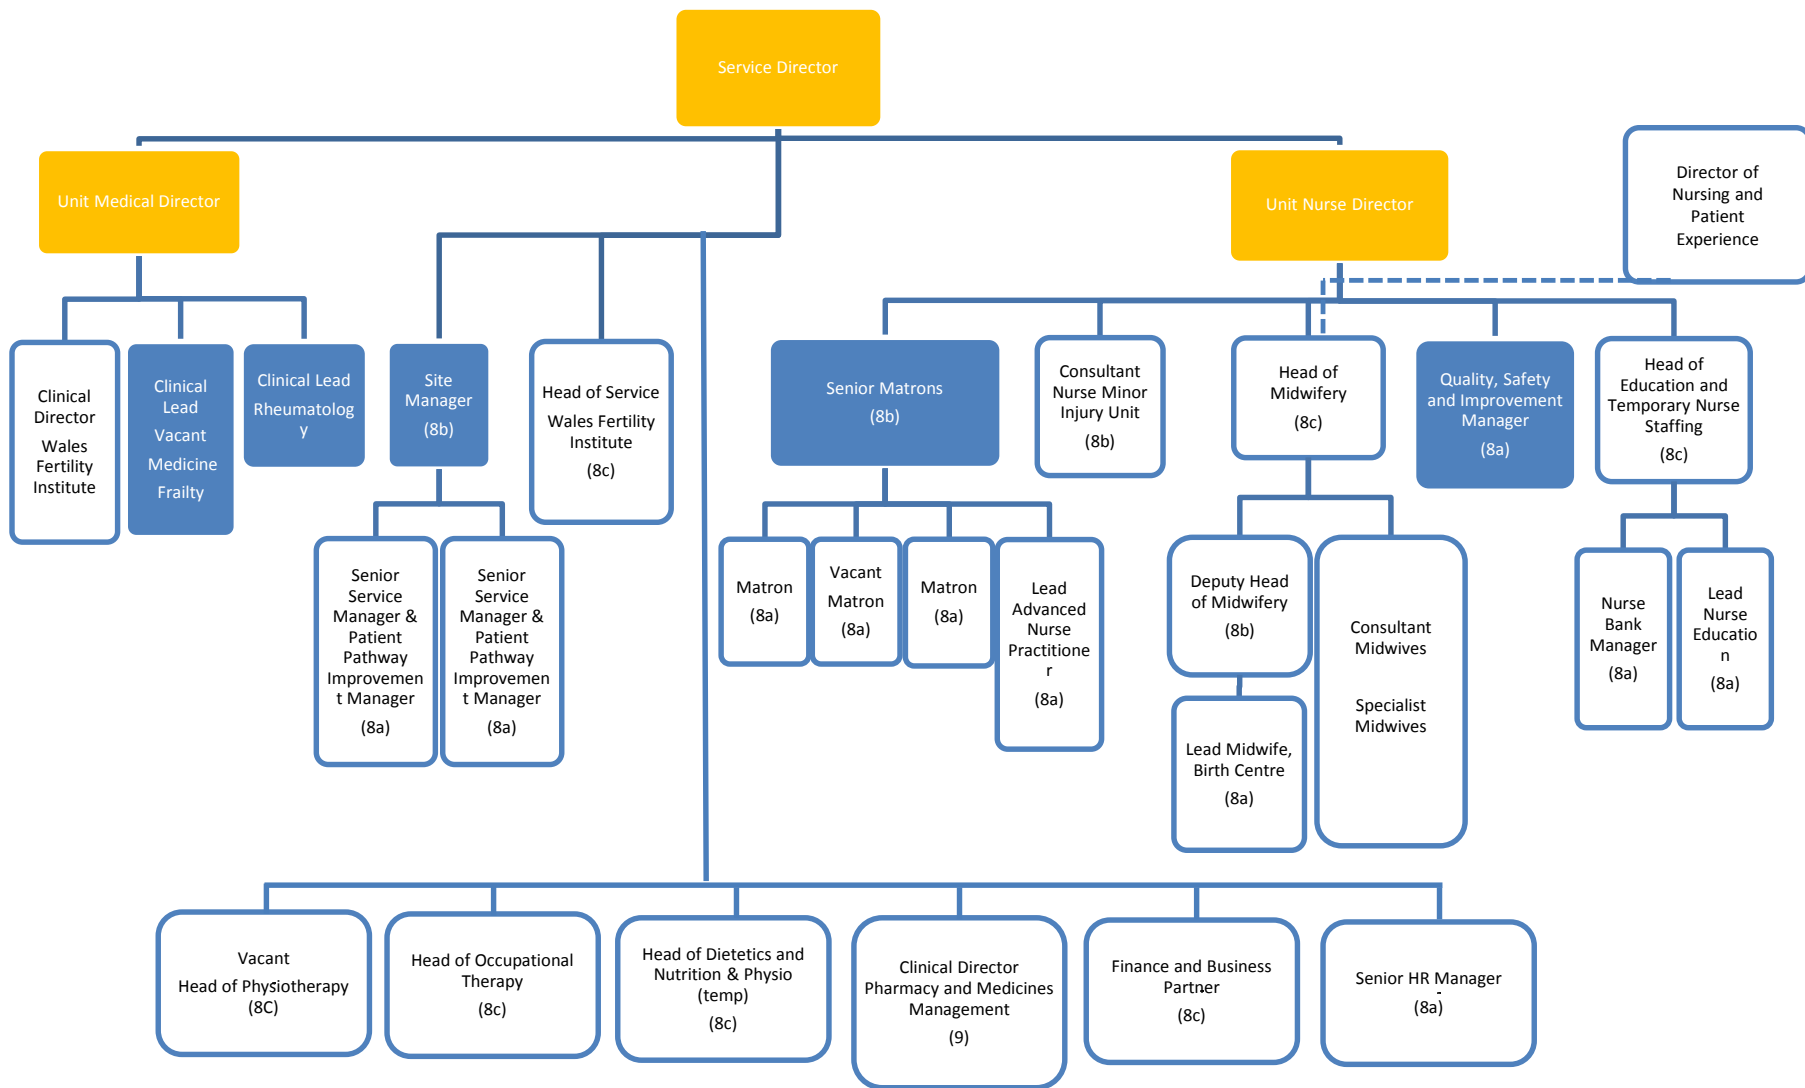 Service Director
Unit Medical Director
Unit Nurse Director
Director of
Nursing and
Patient
Experience
Clinical
Director
Wales
Fertility
Institute
Clinical
Lead
Vacant
Medicine
Frailty
Clinical Lead
Rheumatolog
y
Site
Manager
(8b)
Head of Service
Wales Fertility
Institute
(8c)
Senior Matrons
(8b)
Consultant
Nurse Minor
Injury Unit
(8b)
Head of
Midwifery
(8c)
Quality, Safety
and Improvement
Manager
(8a)
Head of
Education and
Temporary Nurse
Staffing
(8c)
Senior
Service
Manager &
Patient
Pathway
Improvemen
t Manager
(8a)
Senior
Service
Manager &
Patient
Pathway
Improvemen
t Manager
(8a)
Matron
(8a)
Vacant
Matron
(8a)
Matron
(8a)
Lead
Advanced
Nurse
Practitione
r
(8a)
Deputy Head
of Midwifery
(8b)
Consultant
Midwives
Specialist
Midwives
Nurse
Bank
Manager
(8a)
Lead
Nurse
Educatio
n
(8a)
Lead Midwife,
Birth Centre
(8a)
Vacant
Head of Physiotherapy
(8C)
Head of Occupational
Therapy
(8c)
Head of Dietetics and
Nutrition & Physio
(temp)
(8c)
Clinical Director
Pharmacy and Medicines
Management
(9)
Finance and Business
Partner
(8c)
Senior HR Manager
-
(8a)